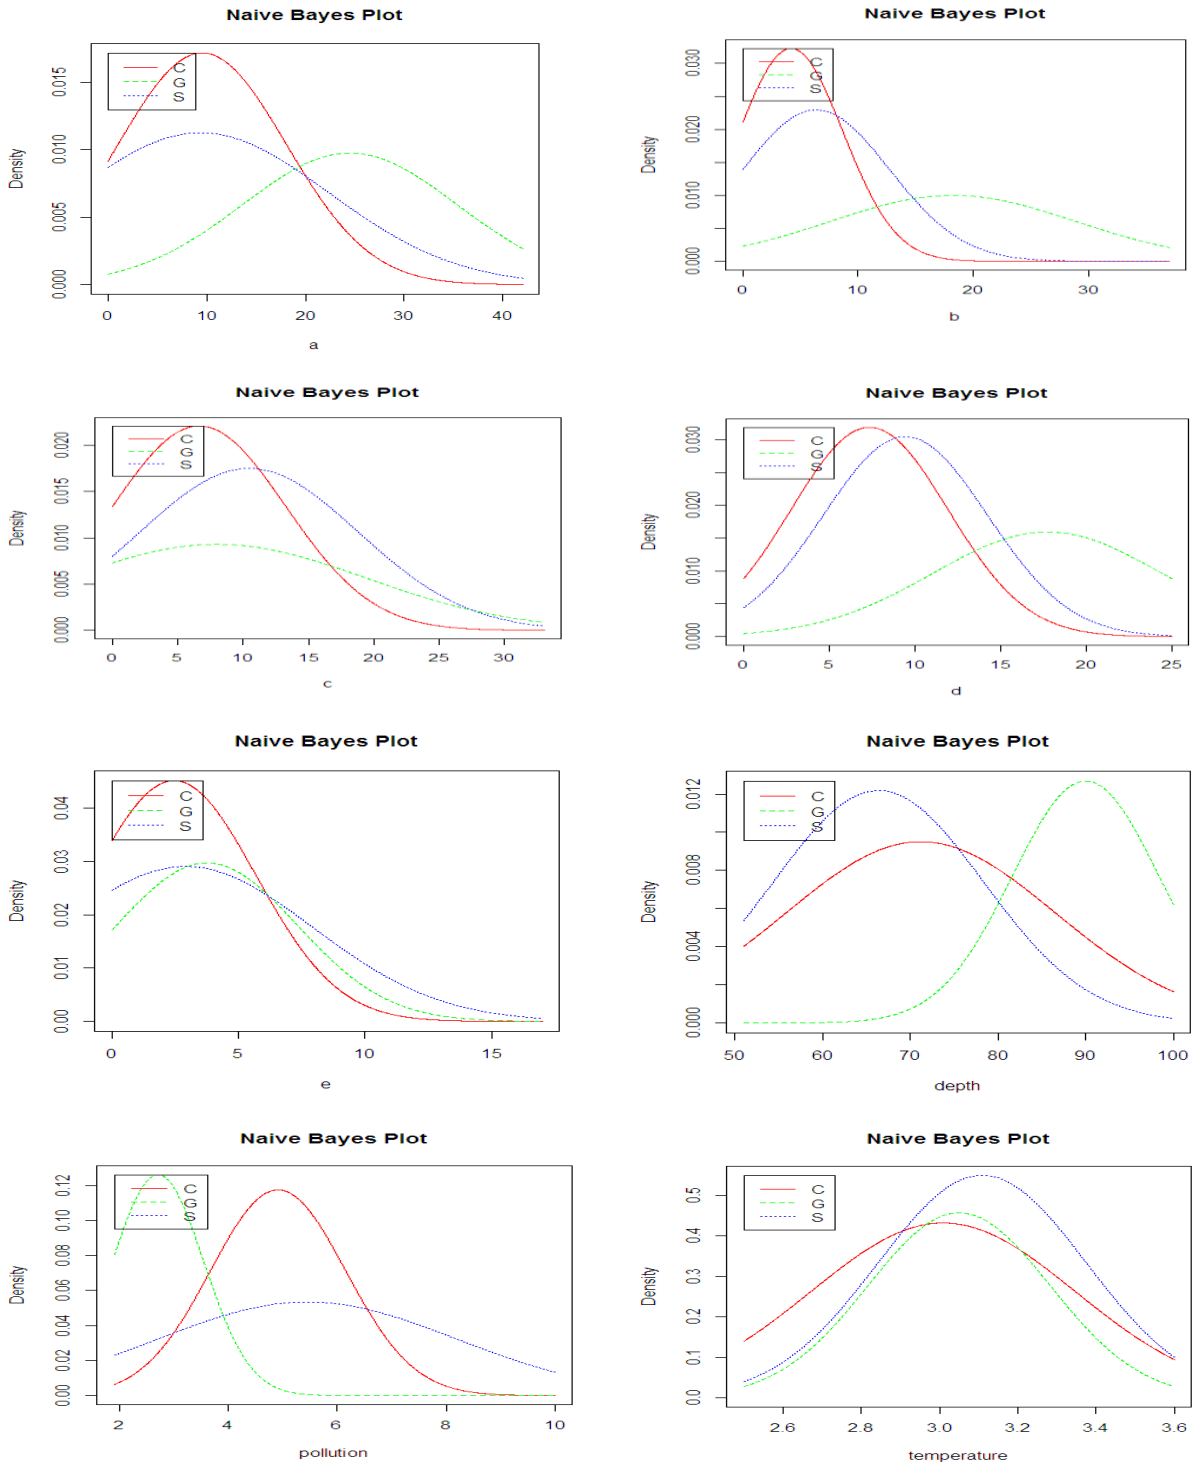 Naive Bayes Plot
Density
0.000 0.005 0.010 0.015
C
G
S
0 10 20 30 40
a
Naive Bayes Plot
Density
0.000 0.010 0.020 0.030
C
G
S
0 10 20 30
b
Naive Bayes Plot
Density
0.000 0.005 0.010 0.015 0.020
C
G
S
0 5 10 15 20 25 30
c
Naive Bayes Plot
Density
0.000 0.010 0.020 0.030
C
G
S
0 5 10 15 20 25
d
Naive Bayes Plot
Density
0.00 0.01 0.02 0.03 0.04
C
G
S
0 5 10 15
e
Naive Bayes Plot
Density
0.000 0.004 0.008 0.012
C
G
S
50 60 70 80 90 100
depth
Naive Bayes Plot
Density
0.00 0.02 0.04 0.06 0.08 0.10 0.12
C
G
S
2 4 6 8 10
pollution
Naive Bayes Plot
Density
0.0 0.1 0.2 0.3 0.4 0.5
C
G
S
2.6 2.8 3.0 3.2 3.4 3.6
temperature